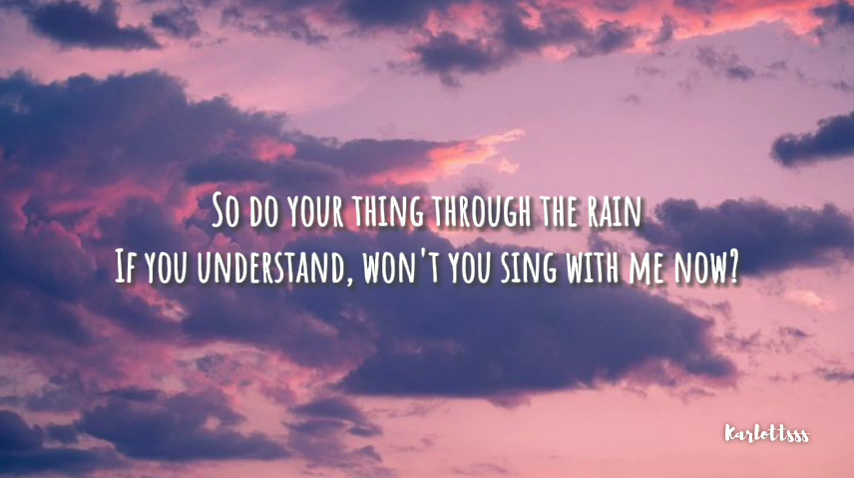 So do your thing through the rain
If you understand, won't you sing with me now?
Karlottsss